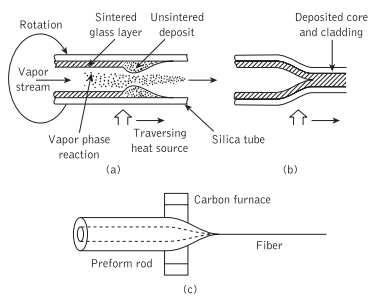 Rotation
Sintered
glass layer
Unsintered
deposit
Deposited core
and cladding
Vapor
stream
Vapor phase
reaction
Traversing
heat source
Silica tube
(a)
(b)
Carbon furnace
Preform rod
Fiber
(c)